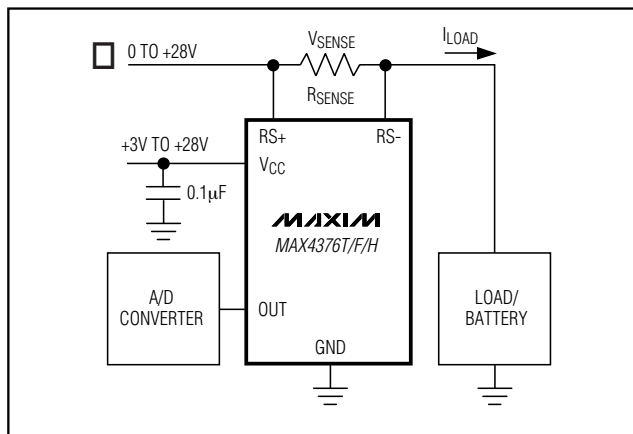 0 TO +28V
VSENSE
ILOAD
RSENSE
RS+
RS-
+3V TO +28V
VCC
0.1µF
MAXIM
MAX4376T/F/H
A/D
CONVERTER
OUT
LOAD/
BATTERY
GND